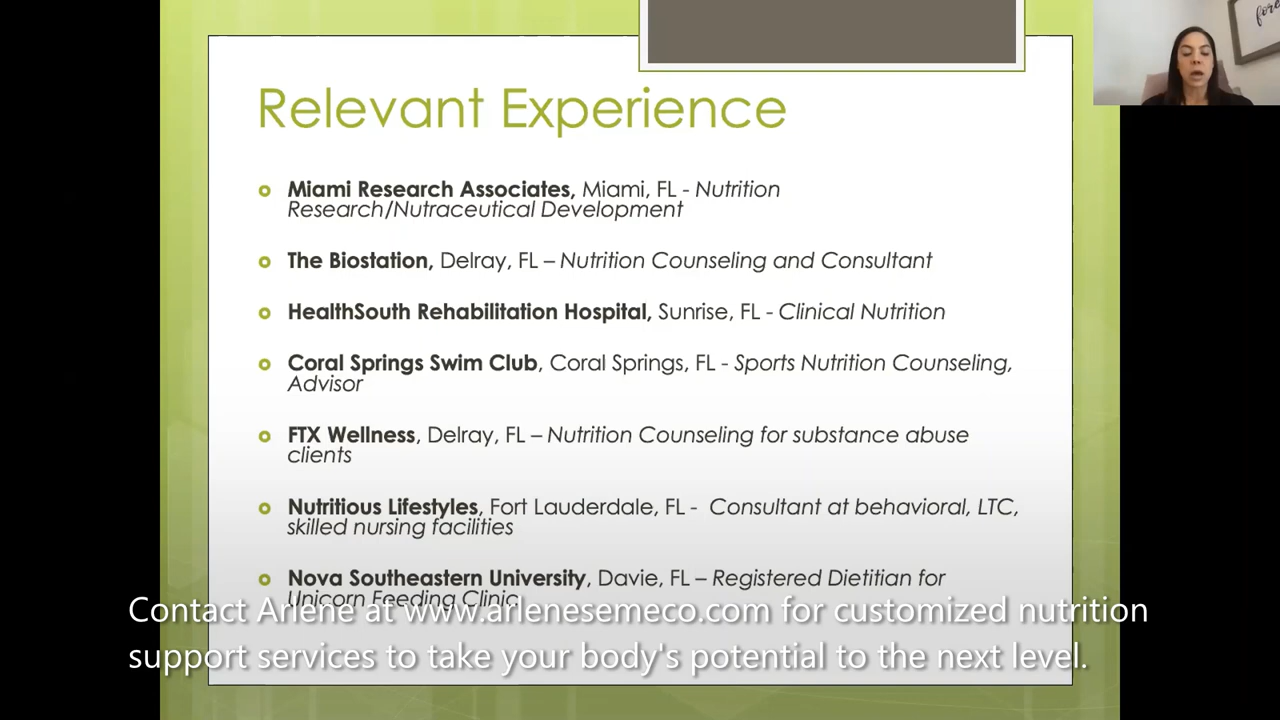 Relevant Experience
Miami Research Associates, Miami, FL - Nutrition
Research/Nutraceutical Development
The Biostation, Delray, FL – Nutrition Counseling and Consultant
HealthSouth Rehabilitation Hospital, Sunrise, FL - Clinical Nutrition
Coral Springs Swim Club, Coral Springs, FL - Sports Nutrition Counseling,
Advisor
FTX Wellness, Delray, FL – Nutrition Counseling for substance abuse
clients
Nutritious Lifestyles, Fort Lauderdale, FL - Consultant at behavioral, LTC,
skilled nursing facilities
Nova Southeastern University, Davie, FL – Registered Dietitian for
Unicorn Feeding Clinic
Contact Arlene at www.arlenesemeco.com for customized nutrition
support services to take your body's potential to the next level.